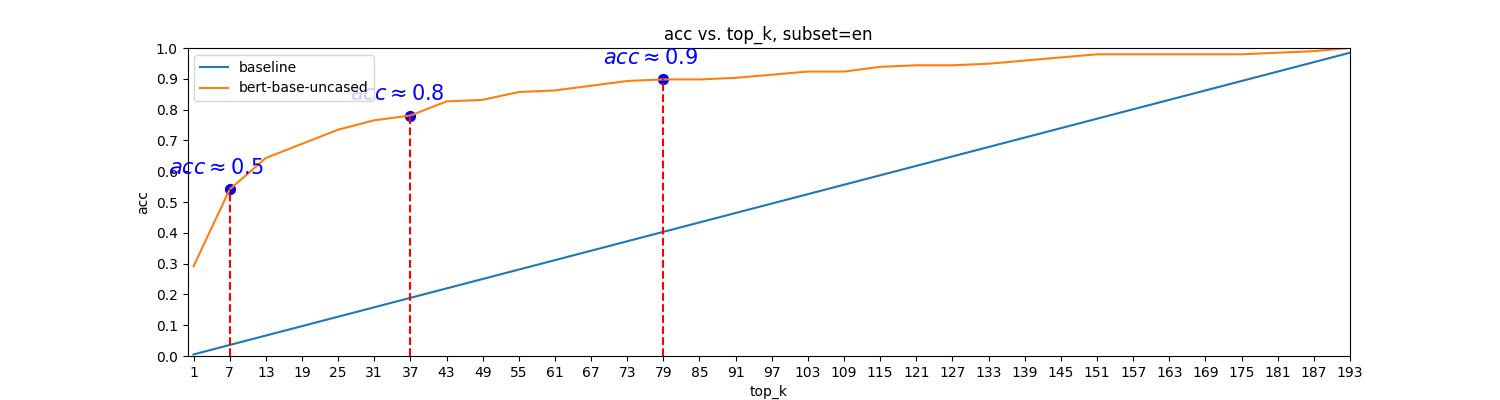 acc vs. top_k, subset=en
1.0
0.9
0.8
0.7
0.6
0.5
0.4
0.3
0.2
0.1
0.0
acc
baseline
bert-base-uncased
acc ≈ 0.5
acc ≈ 0.8
acc ≈ 0.9
1 7 13 19 25 31 37 43 49 55 61 67 73 79 85 91 97 103 109 115 121 127 133 139 145 151 157 163 169 175 181 187 193
top_k